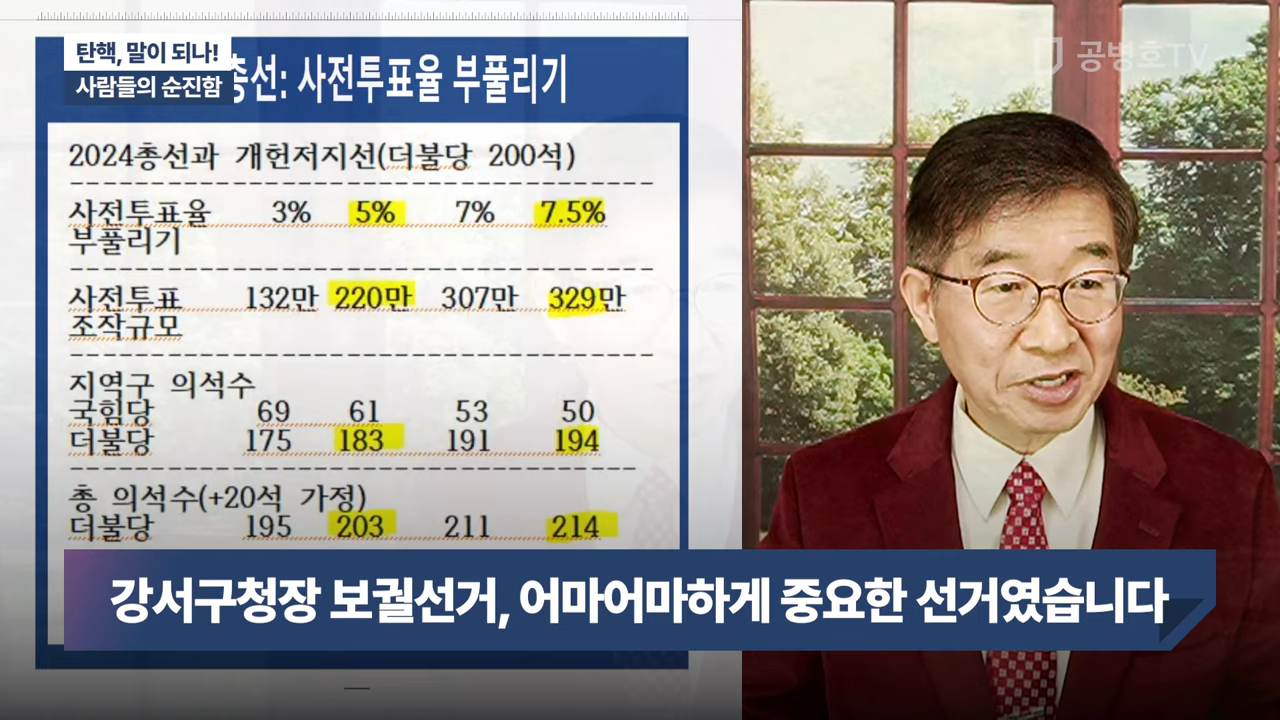 탄핵, 말이 되나!
사람들의 순진함
총선: 사전투표율 부풀리기
공병호TV
2024총선과 개헌저지선(더불당 200석)
사전투표율 3% 5% 7% 7.5%
부풀리기
사전투표 132만 220만 307만 329만
조작규모
지역구 의석수
국힘당 69 61 53 50
더불당 175 183 191 194
총 의석수(+20석 가정)
더불당 195 203 211 214
강서구청장 보궐선거, 어마어마하게 중요한 선거였습니다